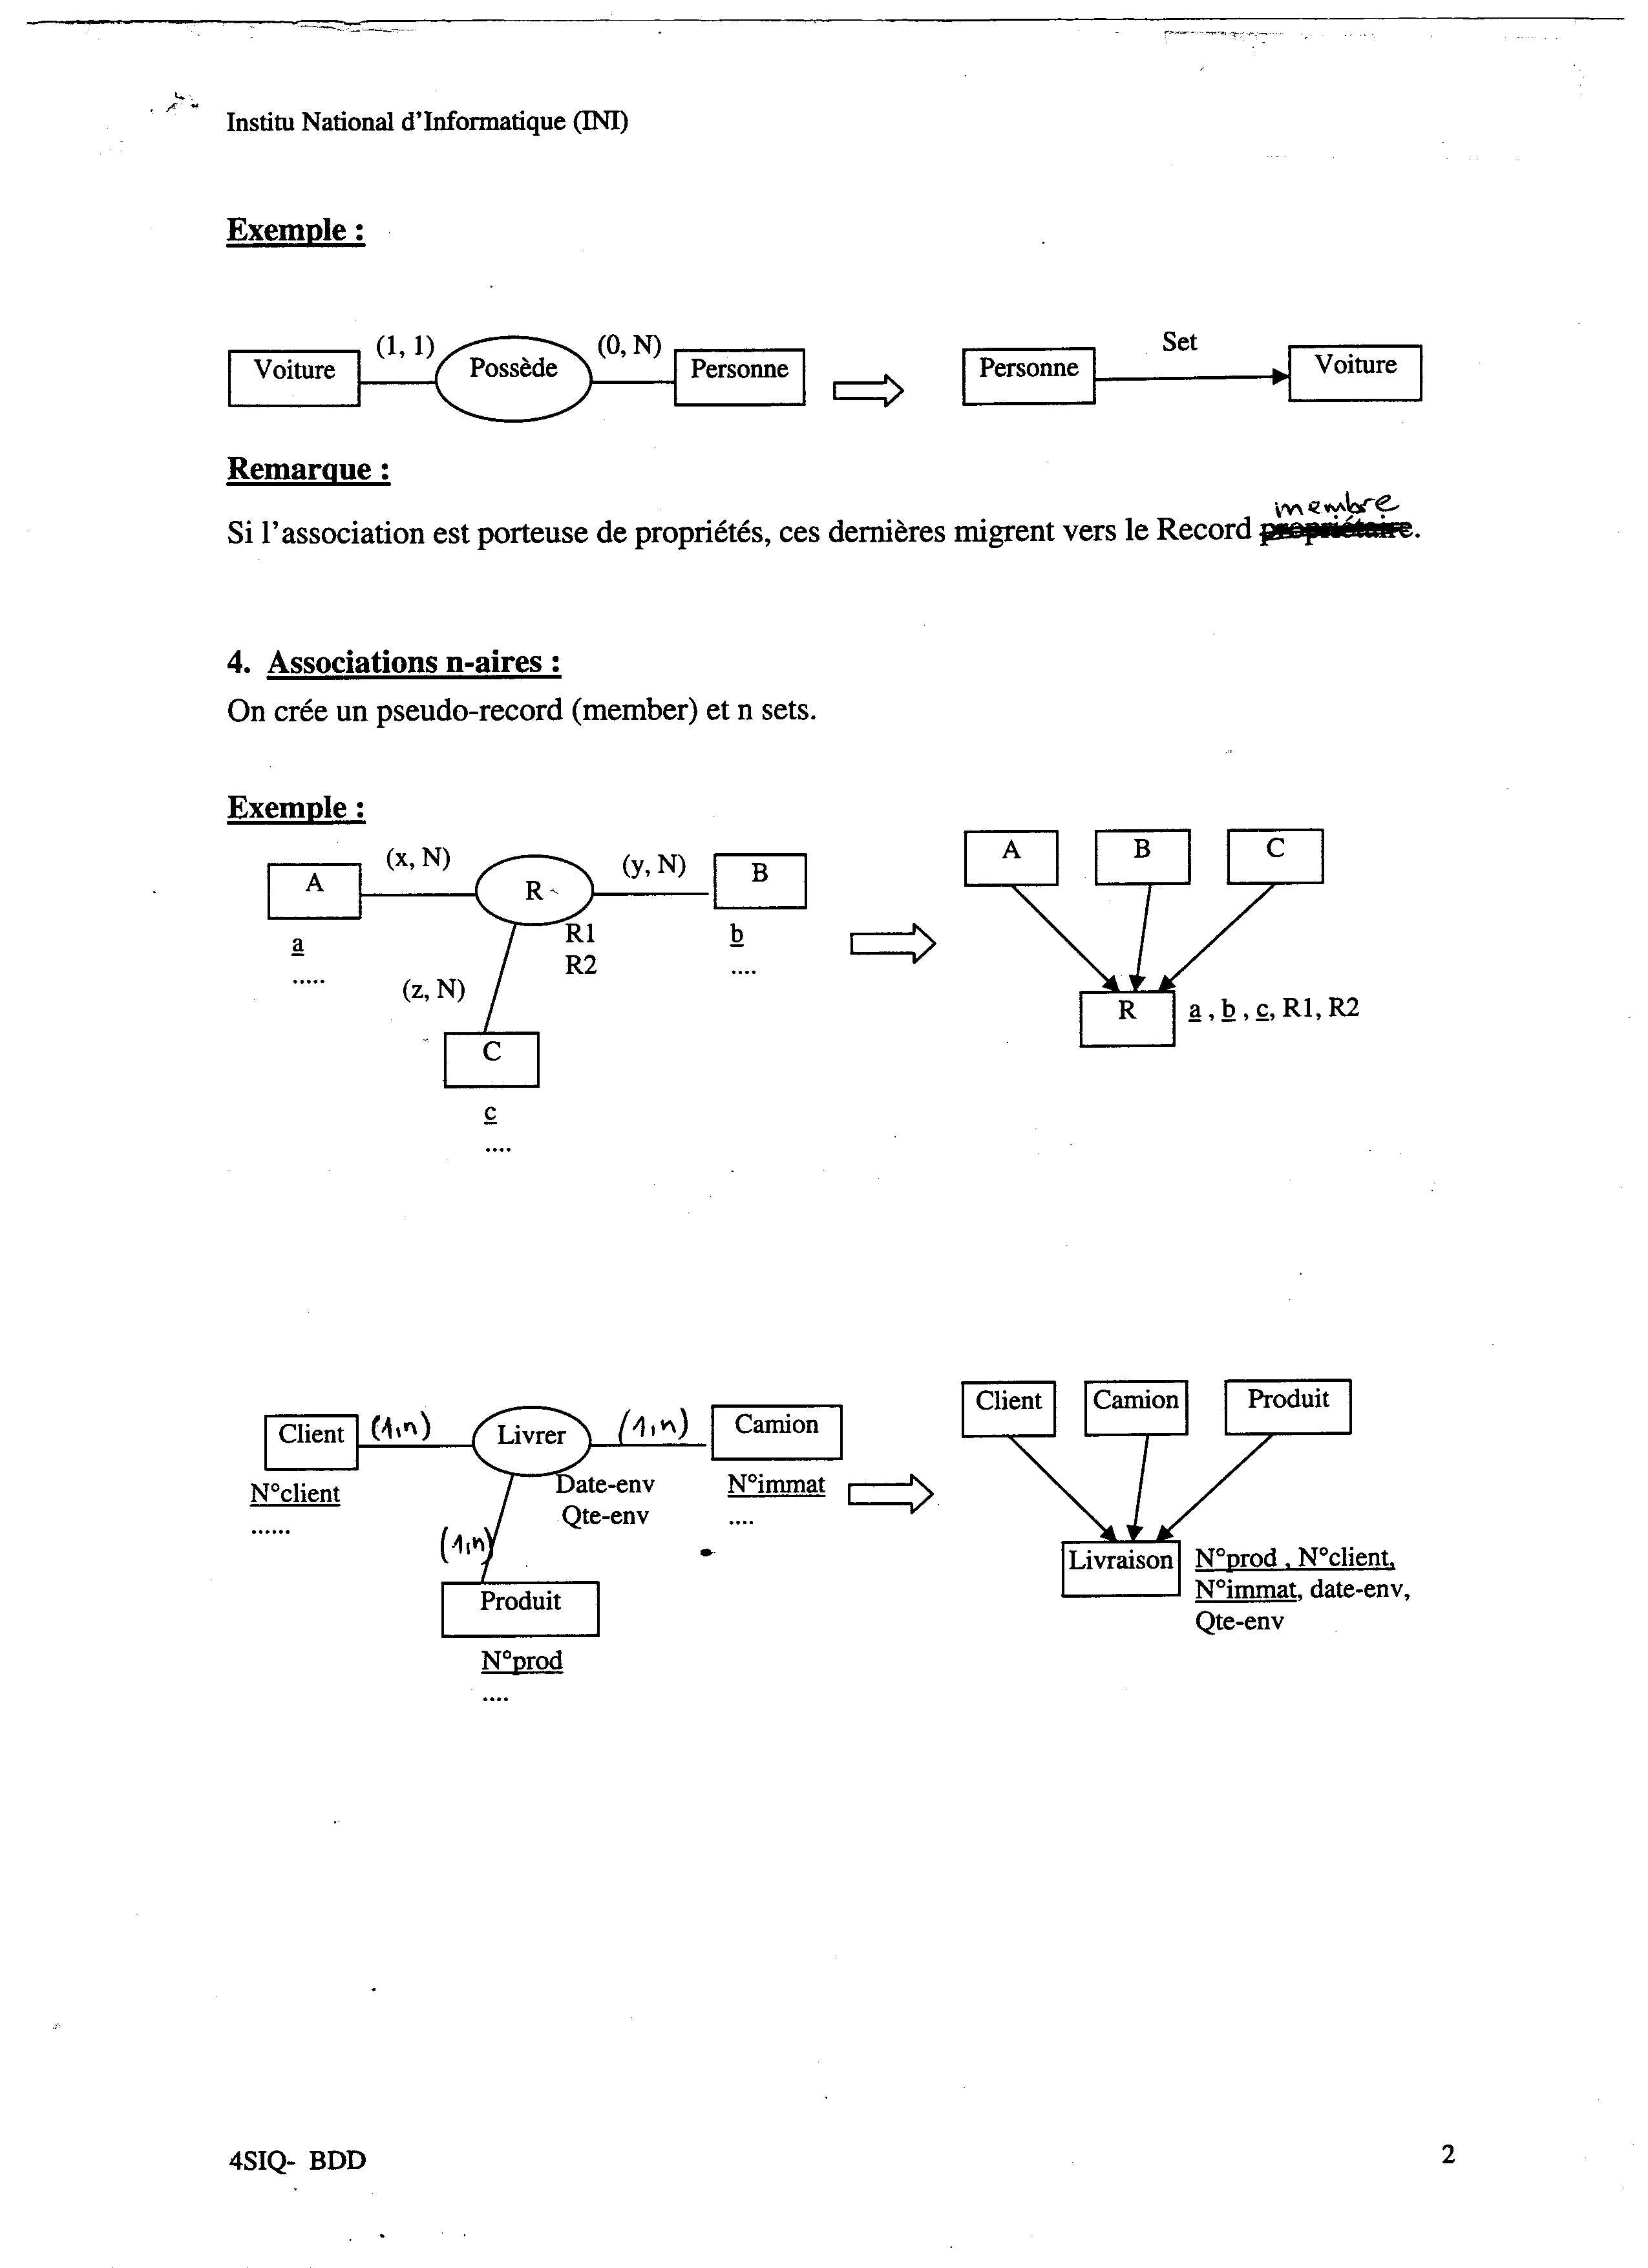 Institu National d'Informatique (INI)
Exemple :
Voiture (1, 1) Possède (0, N) Personne Personne Set Voiture
Remarque :
membre
Si l'association est porteuse de propriétés, ces dernières migrent vers le Record propriétaire.
4. Associations n-aires :
On crée un pseudo-record (member) et n sets.
Exemple :
A (x, N) R (y, N) B A B C
a R1 b
..... R2 ....
(z, N) R a , b , c, R1, R2
C
c
....
Client (1,n) Livrer (1,n) Camion Client Camion Produit
N°client Date-env N°immat
...... Qte-env ....
(1,n) Livraison N°prod , N°client,
Produit N°immat, date-env,
Qte-env
N°prod
....
4SIQ- BDD 2